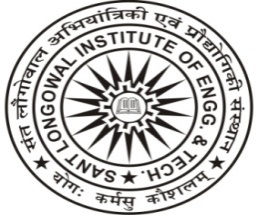 संत लौंगोवाल अभियांत्रिकी एवं प्रौद्योगिकी संस्थान
SANT LONGOWAL INSTITUTE OF ENGG. & TECH.
योगः कर्मसु कौशलम्